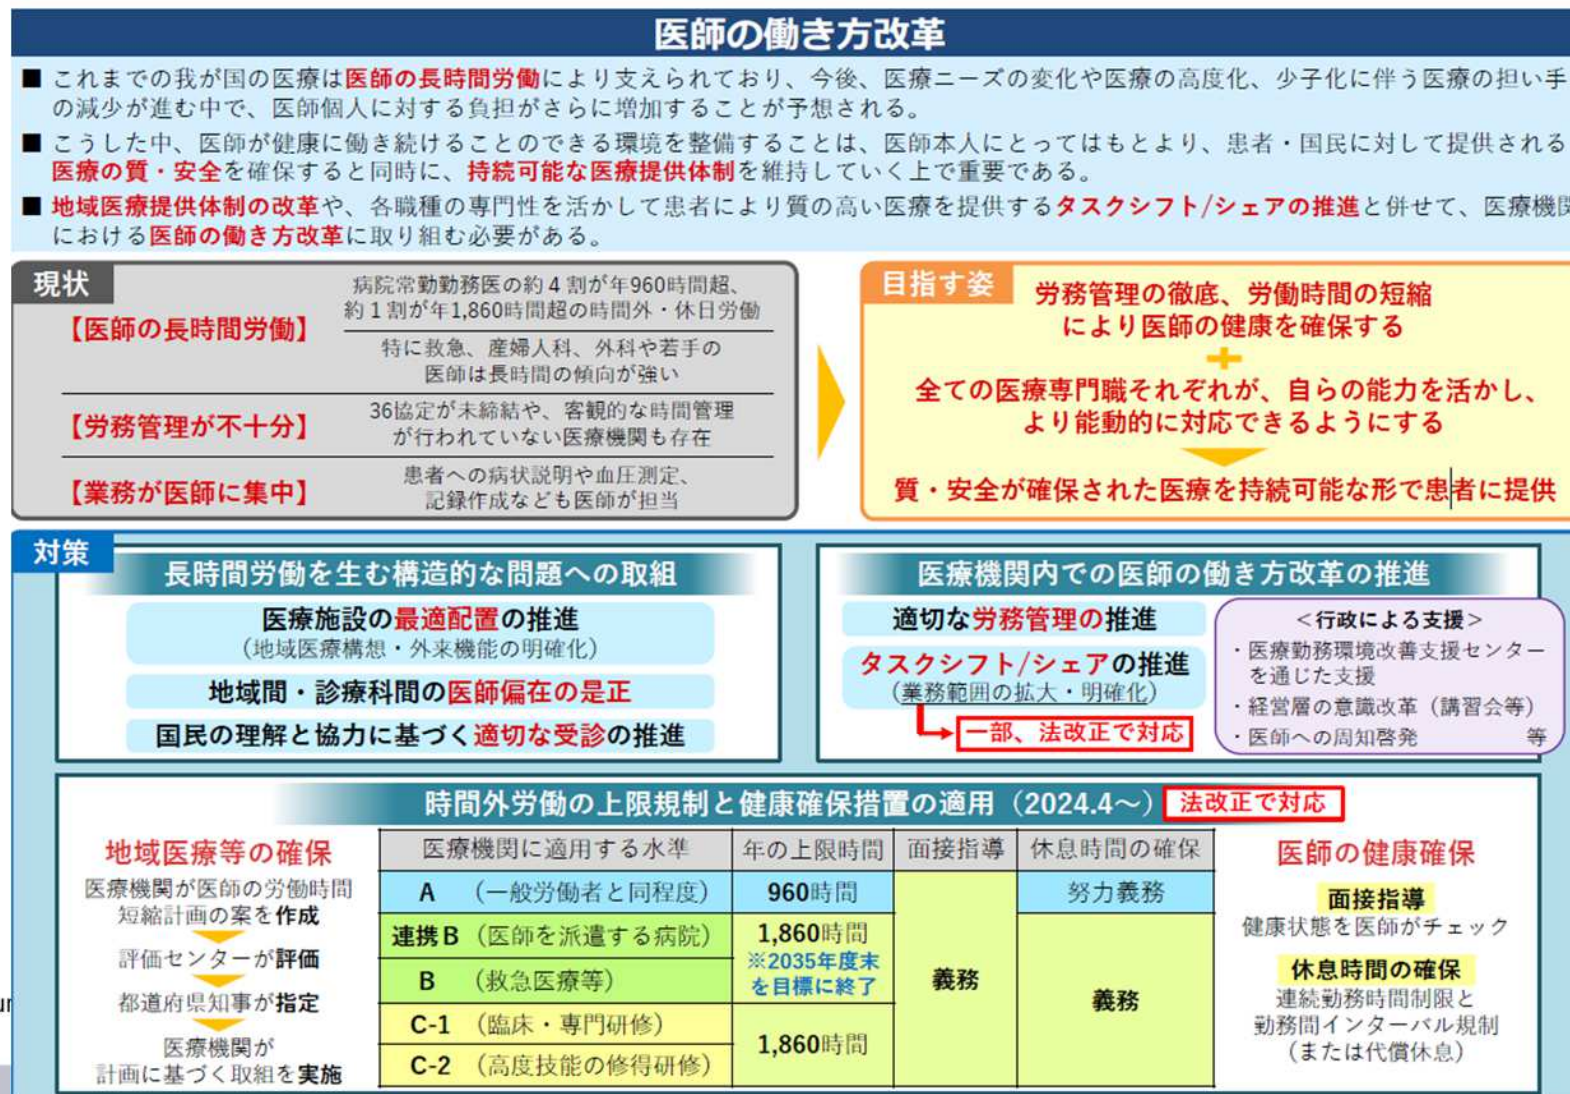 医師の働き方改革
■ これまでの我が国の医療は医師の長時間労働により支えられており、今後、医療ニーズの変化や医療の高度化、少子化に伴う医療の担い手
の減少が進む中で、医師個人に対する負担がさらに増加することが予想される。
■ こうした中、医師が健康に働き続けることのできる環境を整備することは、医師本人にとってはもとより、患者・国民に対して提供される
医療の質・安全を確保すると同時に、持続可能な医療提供体制を維持していく上で重要である。
■ 地域医療提供体制の改革や、各職種の専門性を活かして患者により質の高い医療を提供するタスクシフト/シェアの推進と併せて、医療機関
における医師の働き方改革に取り組む必要がある。
現状
【医師の長時間労働】
病院常勤勤務医の約4割が年960時間超、
約1割が年1,860時間超の時間外・休日労働
特に救急、産婦人科、外科や若手の
医師は長時間の傾向が強い
【労務管理が不十分】
36協定が未締結や、客観的な時間管理
が行われていない医療機関も存在
【業務が医師に集中】
患者への病状説明や血圧測定、
記録作成なども医師が担当
目指す姿
労務管理の徹底、労働時間の短縮
により医師の健康を確保する
+
全ての医療専門職それぞれが、自らの能力を活かし、
より能動的に対応できるようにする
質・安全が確保された医療を持続可能な形で患者に提供
対策
長時間労働を生む構造的な問題への取組
医療施設の最適配置の推進
（地域医療構想・外来機能の明確化）
地域間・診療科間の医師偏在の是正
国民の理解と協力に基づく適切な受診の推進
医療機関内での医師の働き方改革の推進
適切な労務管理の推進
タスクシフト/シェアの推進
（業務範囲の拡大・明確化）
一部、法改正で対応
＜行政による支援＞
・医療勤務環境改善支援センター
を通じた支援
・経営層の意識改革（講習会等）
・医師への周知啓発 等
時間外労働の上限規制と健康確保措置の適用（2024.4～） 法改正で対応
地域医療等の確保
医療機関が医師の労働時間
短縮計画の案を作成
評価センターが評価
都道府県知事が指定
医療機関が
計画に基づく取組を実施
医療機関に適用する水準 年の上限時間 面接指導 休息時間の確保
A （一般労働者と同程度） 960時間 努力義務
連携B （医師を派遣する病院） 1,860時間
※2035年度末
を目標に終了
B （救急医療等）
義務
義務
C-1 （臨床・専門研修）
1,860時間
C-2 （高度技能の修得研修）
医師の健康確保
面接指導
健康状態を医師がチェック
休息時間の確保
連続勤務時間制限と
勤務間インターバル規制
（または代償休息）